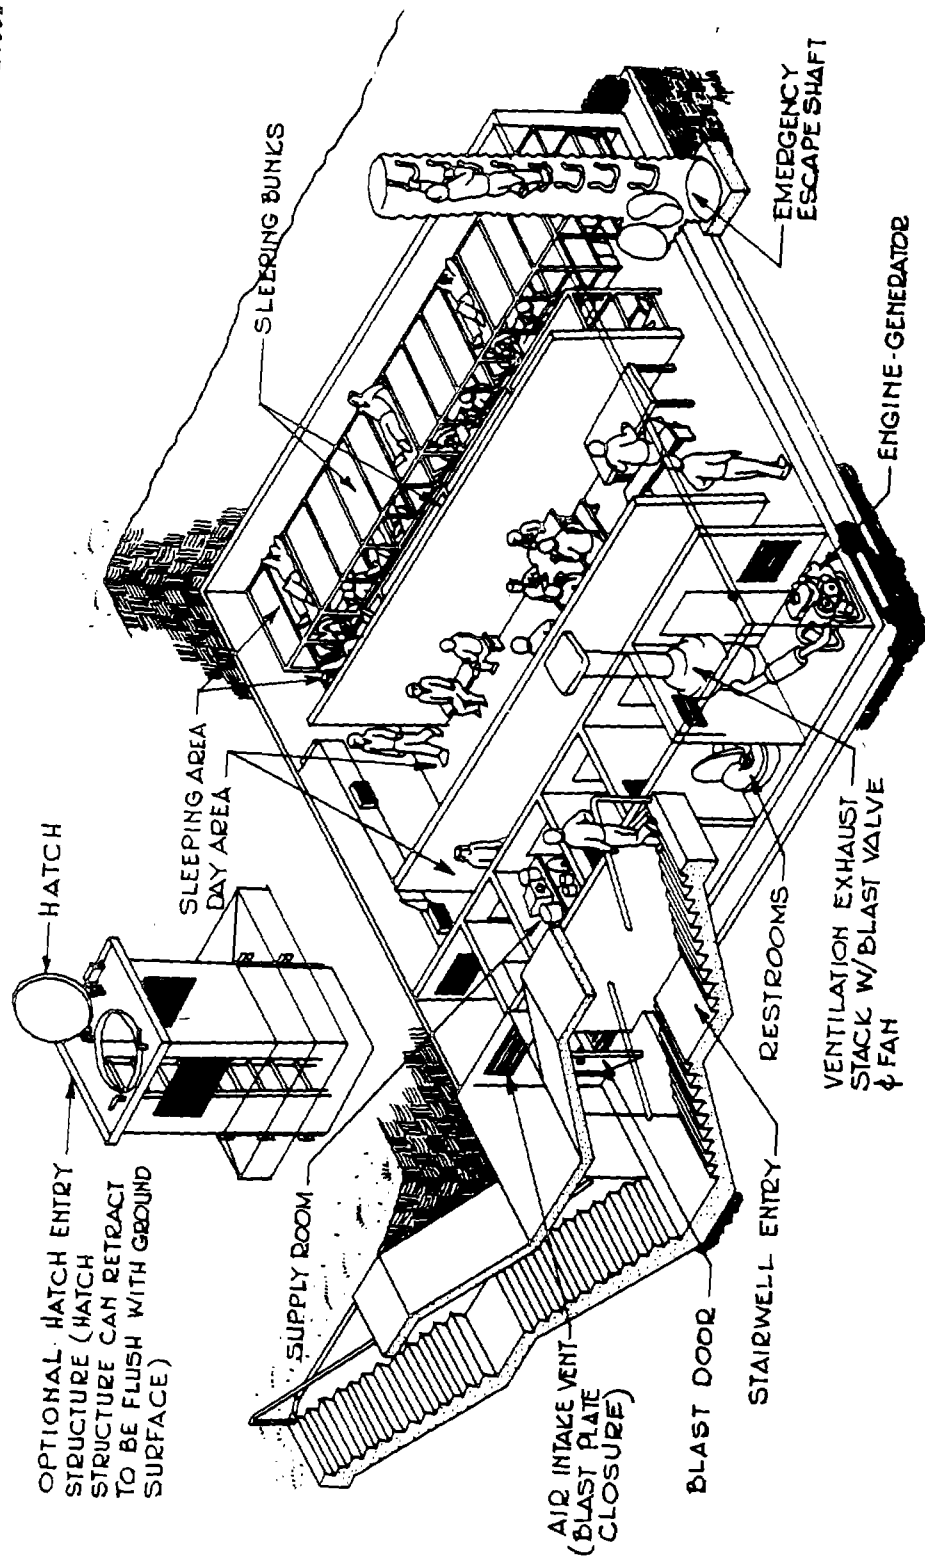 OPTIONAL HATCH ENTRY
STRUCTURE (HATCH
STRUCTURE CAN RETRACT
TO BE FLUSH WITH GROUND
SURFACE)
HATCH
SLEEPING AREA
DAY AREA
SLEEPING BUNKS
SUPPLY ROOM
AIR INTAKE VENT
(BLAST PLATE
CLOSURE)
BLAST DOOR
STAIRWELL ENTRY
RESTROOMS
VENTILATION EXHAUST
STACK W/BLAST VALVE
& FAN
ENGINE-GENERATOR
EMERGENCY
ESCAPE SHAFT